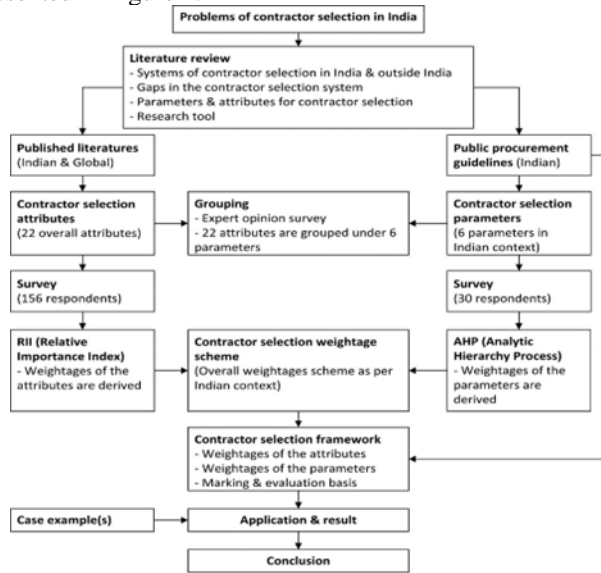 Problems of contractor selection in India
Literature review
- Systems of contractor selection in India & outside India
- Gaps in the contractor selection system
- Parameters & attributes for contractor selection
- Research tool
Published literatures
(Indian & Global)
Public procurement
guidelines (Indian)
Contractor selection
attributes
(22 overall attributes)
Grouping
- Expert opinion survey
- 22 attributes are grouped under 6
parameters
Contractor selection
parameters
(6 parameters in
Indian context)
Survey
(156 respondents)
Survey
(30 respondents)
RII (Relative
Importance Index)
- Weightages of the
attributes are derived
Contractor selection weightage
scheme
(Overall weightages scheme as per
Indian context)
AHP (Analytic
Hierarchy Process)
- Weightages of the
parameters are
derived
Contractor selection framework
- Weightages of the attributes
- Weightages of the parameters
- Marking & evaluation basis
Case example(s)
Application & result
Conclusion